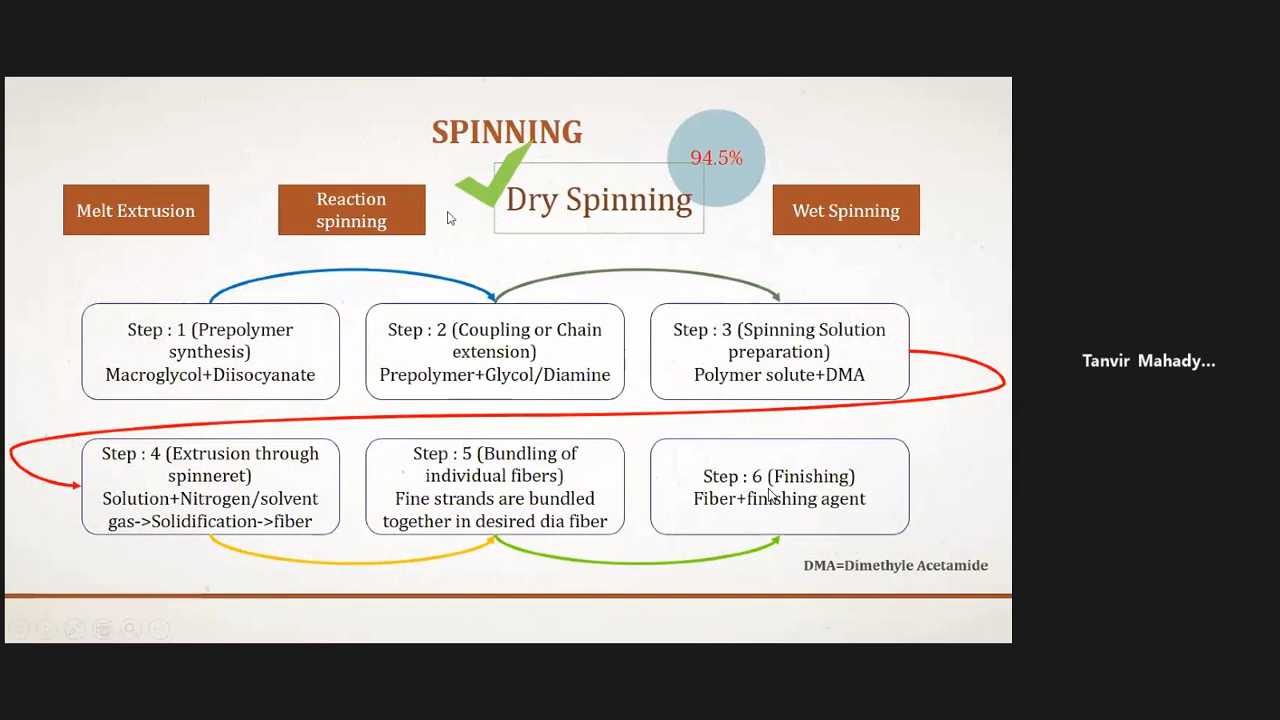 SPINNING
94.5%
Melt Extrusion
Reaction
spinning
Dry Spinning
Wet Spinning
Step : 1 (Prepolymer
synthesis)
Macroglycol+Diisocyanate
Step : 2 (Coupling or Chain
extension)
Prepolymer+Glycol/Diamine
Step : 3 (Spinning Solution
preparation)
Polymer solute+DMA
Step : 4 (Extrusion through
spinneret)
Solution+Nitrogen/solvent
gas->Solidification->fiber
Step : 5 (Bundling of
individual fibers)
Fine strands are bundled
together in desired dia fiber
Step : 6 (Finishing)
Fiber+finishing agent
DMA=Dimethyle Acetamide
Tanvir Mahady...